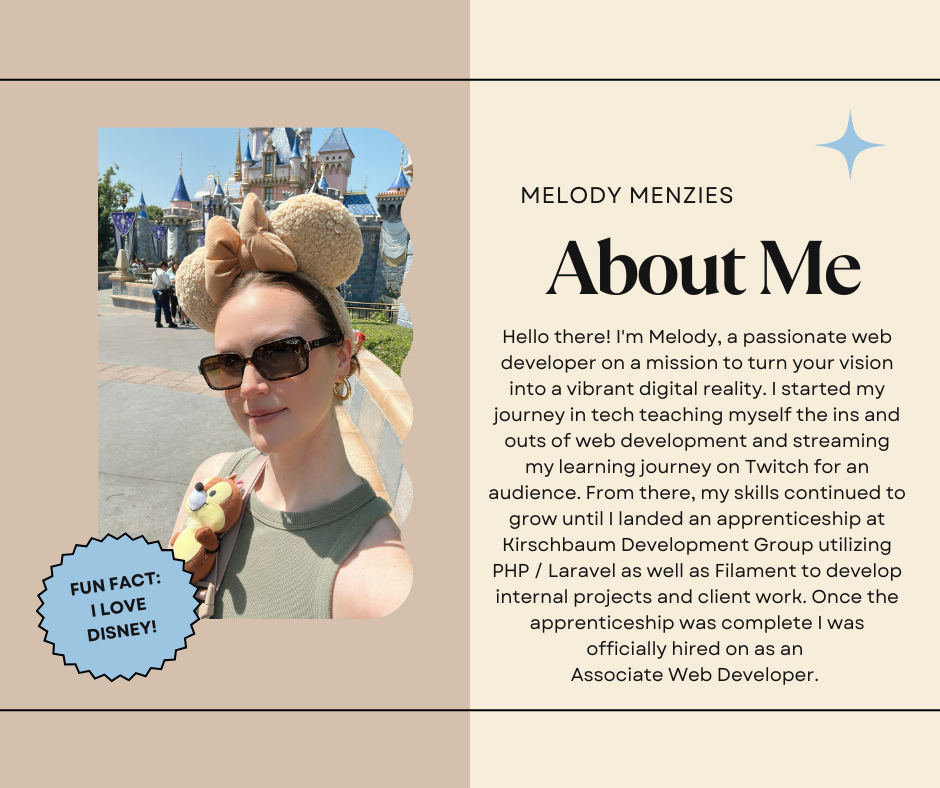 MELODY MENZIES
About Me
Hello there! I'm Melody, a passionate web
developer on a mission to turn your vision
into a vibrant digital reality. I started my
journey in tech teaching myself the ins and
outs of web development and streaming
my learning journey on Twitch for an
audience. From there, my skills continued to
grow until I landed an apprenticeship at
Kirschbaum Development Group utilizing
PHP / Laravel as well as Filament to develop
internal projects and client work. Once the
apprenticeship was complete I was
officially hired on as an
Associate Web Developer.
FUN FACT:
I LOVE
DISNEY!